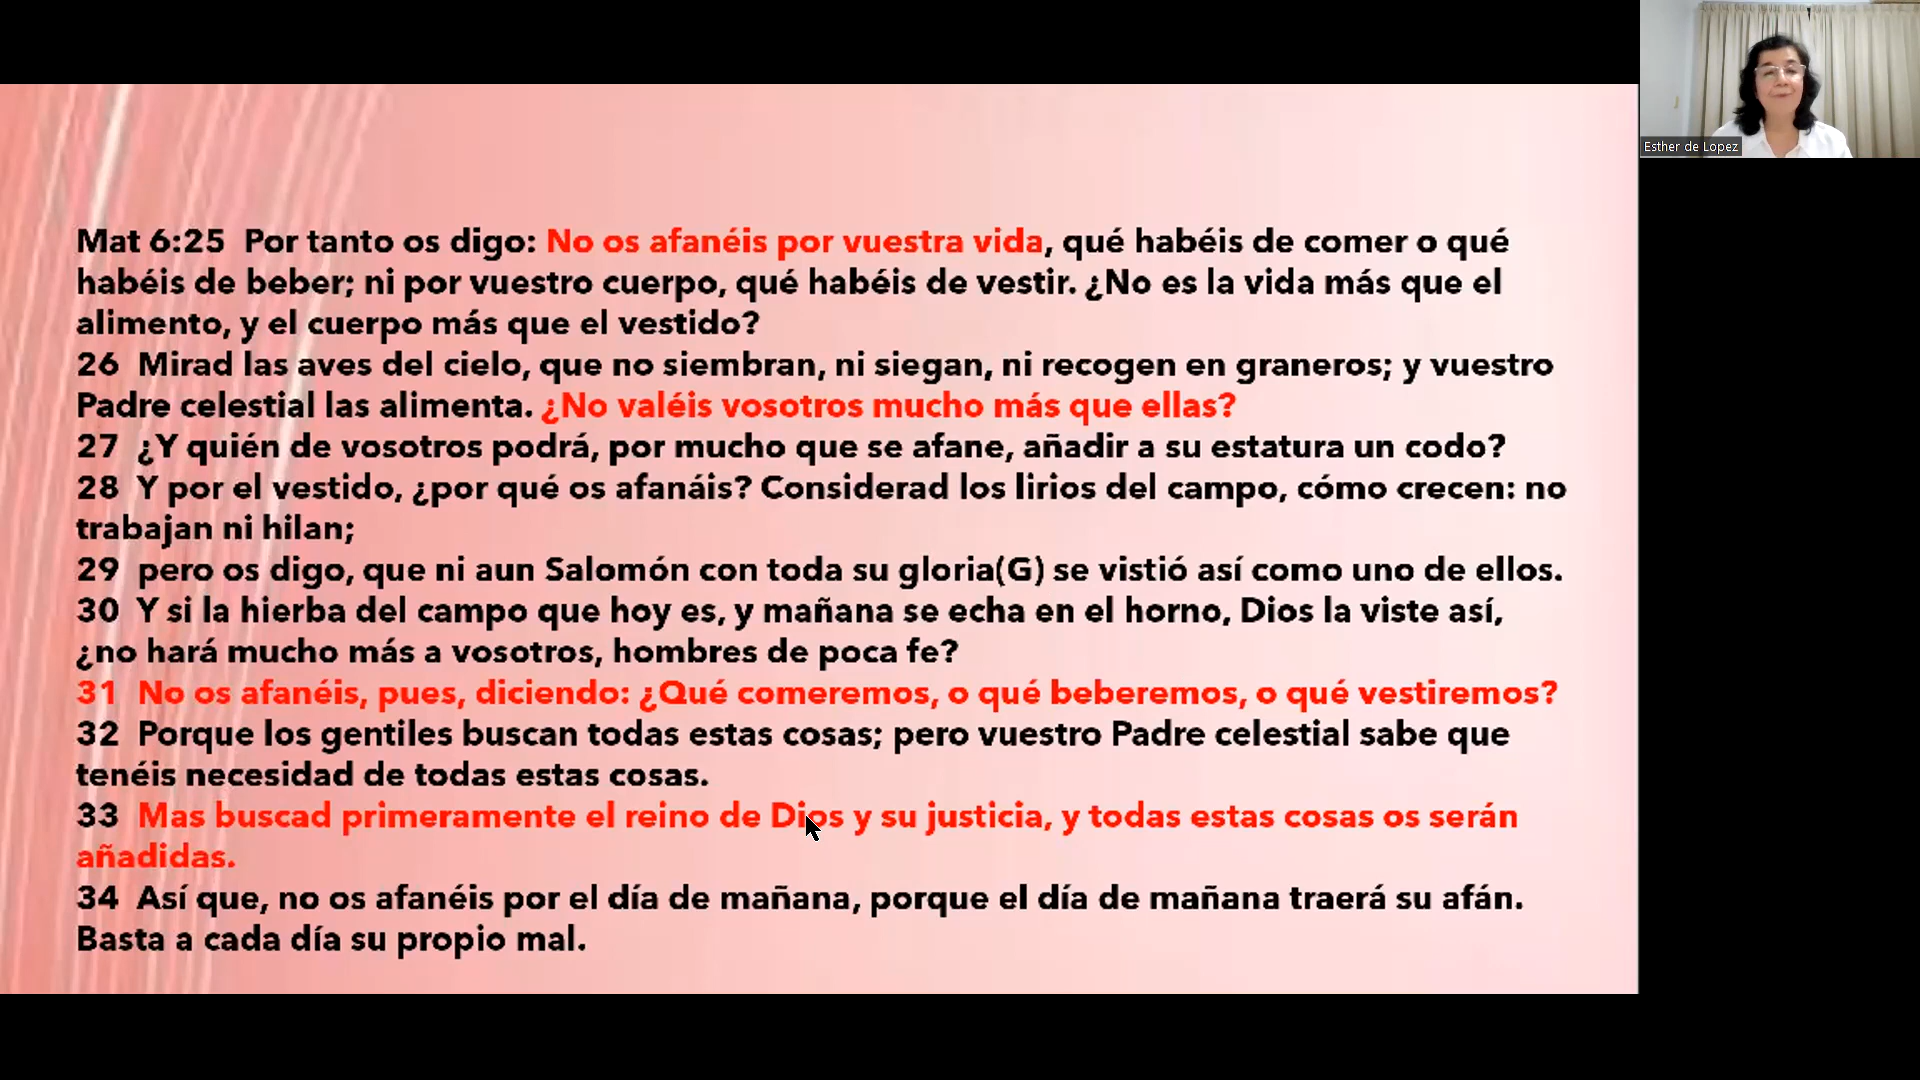 Mat 6:25  Por tanto os digo: No os afanéis por vuestra vida, qué habéis de comer o qué
habéis de beber; ni por vuestro cuerpo, qué habéis de vestir. ¿No es la vida más que el
alimento, y el cuerpo más que el vestido?
26  Mirad las aves del cielo, que no siembran, ni siegan, ni recogen en graneros; y vuestro
Padre celestial las alimenta. ¿No valéis vosotros mucho más que ellas?
27  ¿Y quién de vosotros podrá, por mucho que se afane, añadir a su estatura un codo?
28  Y por el vestido, ¿por qué os afanáis? Considerad los lirios del campo, cómo crecen: no
trabajan ni hilan;
29  pero os digo, que ni aun Salomón con toda su gloria(G) se vistió así como uno de ellos.
30  Y si la hierba del campo que hoy es, y mañana se echa en el horno, Dios la viste así,
¿no hará mucho más a vosotros, hombres de poca fe?
31  No os afanéis, pues, diciendo: ¿Qué comeremos, o qué beberemos, o qué vestiremos?
32  Porque los gentiles buscan todas estas cosas; pero vuestro Padre celestial sabe que
tenéis necesidad de todas estas cosas.
33  Mas buscad primeramente el reino de Dios y su justicia, y todas estas cosas os serán
añadidas.
34  Así que, no os afanéis por el día de mañana, porque el día de mañana traerá su afán.
Basta a cada día su propio mal.
Esther de Lopez